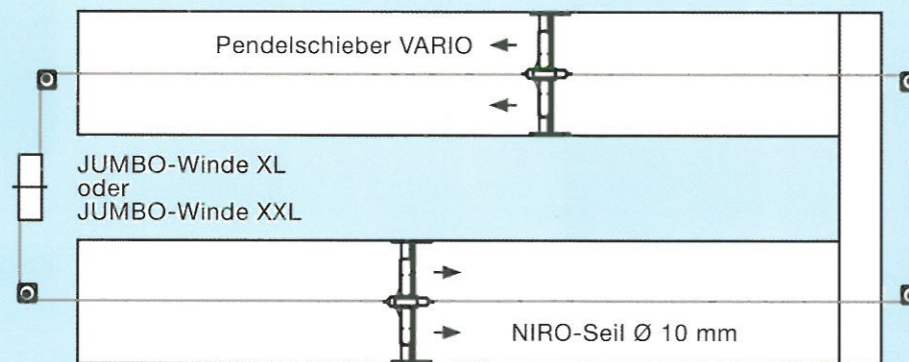 Pendelschieber VARIO
JUMBO-Winde XL
oder
JUMBO-Winde XXL
NIRO-Seil Ø 10 mm